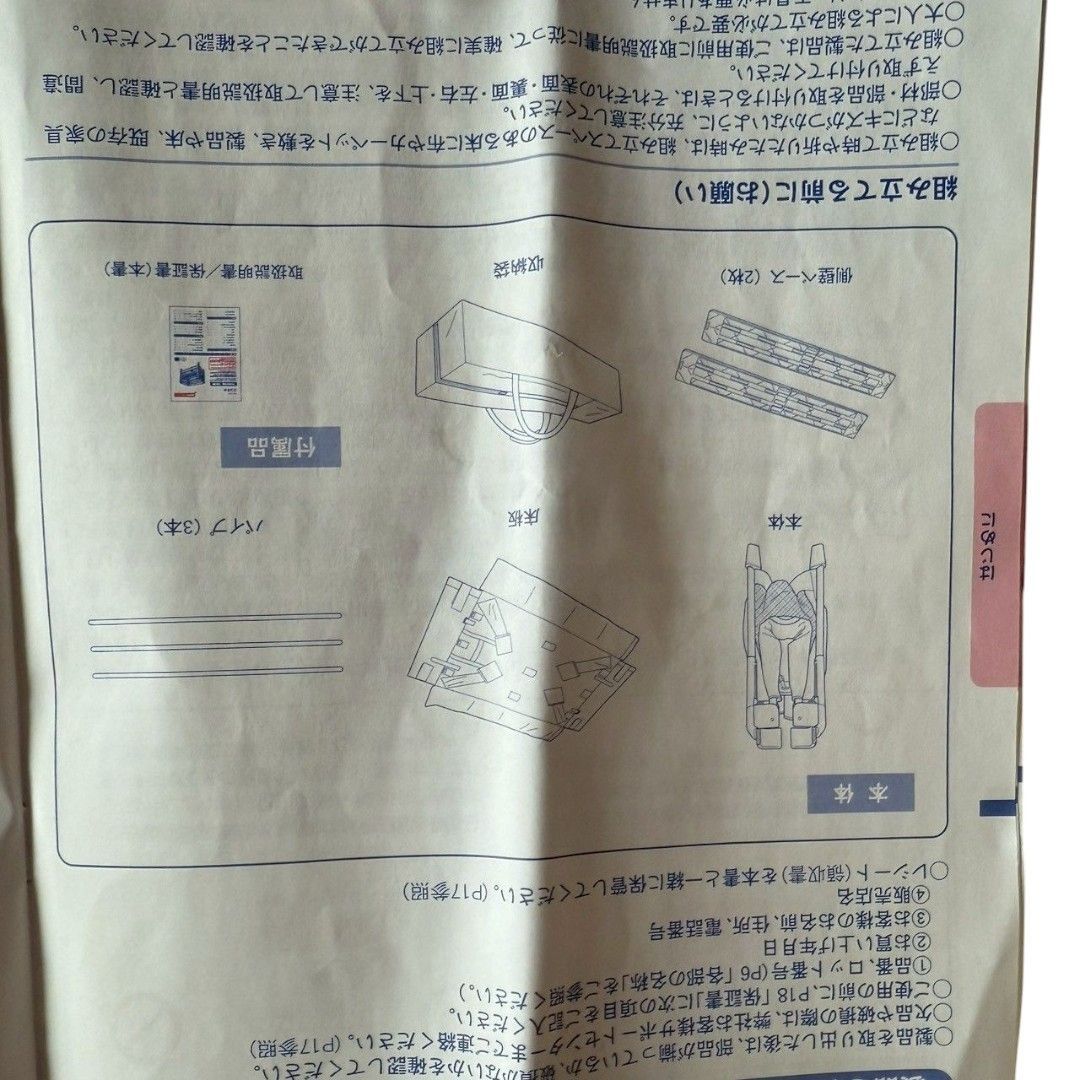 製品を取り出した後は、部品が揃っているか、破損がないかを確認してください。
○欠品や破損の際は、弊社お客様サポートセンターまでご連絡ください。(P17参照)
○ご使用の前に、P18「保証書」に次の項目をご記入ください。
①品番、ロット番号(P6「各部の名称」をご参照ください。)
②お買い上げ年月日
③お客様のお名前、住所、電話番号
④販売店名
○レシート(領収書)を本書と一緒に保管してください。(P17参照)
本体
本体
床板
パイプ(3本)
付属品
側壁ベース(2枚)
収納袋
取扱説明書/保証書(本書)
はじめに
組み立てる前に(お願い)
○組み立て時や折りたたみ時は、組み立てスペースのある床に布やカーペットを敷き、製品や床、既存の家具
などにキズがつかないように、充分注意してください。
○部材・部品を取り付けるときは、それぞれの表面・裏面・左右・上下を、注意して取扱説明書と確認し、間違
えず取り付けてください。
○組み立てた製品は、ご使用前に取扱説明書に従って、確実に組み立てができたことを確認してください。
○大人による組み立てが必要です。